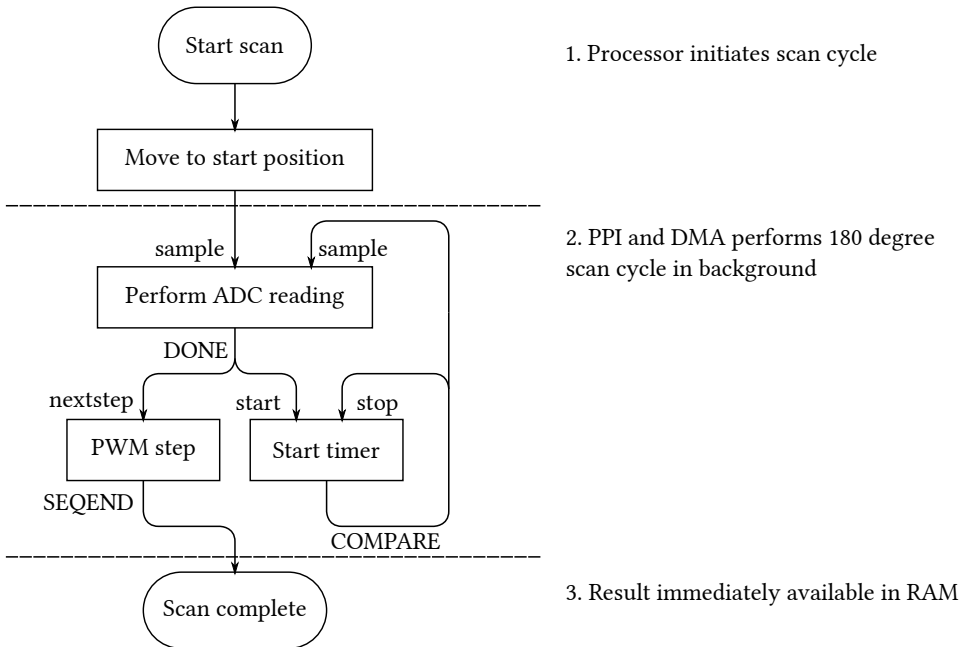 Start scan
1. Processor initiates scan cycle
Move to start position
2. PPI and DMA performs 180 degree
scan cycle in background
sample
sample
Perform ADC reading
DONE
nextstep
start
stop
PWM step
Start timer
SEQEND
COMPARE
Scan complete
3. Result immediately available in RAM